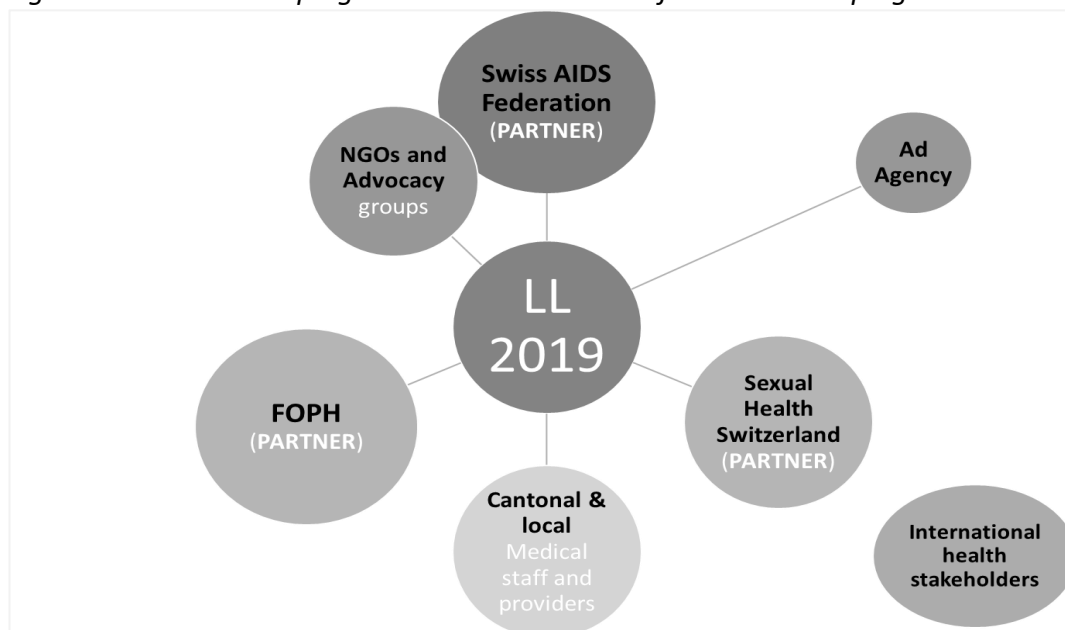 Swiss AIDS
Federation
(PARTNER)
NGOs and
Advocacy
groups
Ad
Agency
LL
2019
FOPH
(PARTNER)
Sexual
Health
Switzerland
(PARTNER)
Cantonal &
local
Medical
staff and
providers
International
health
stakeholders